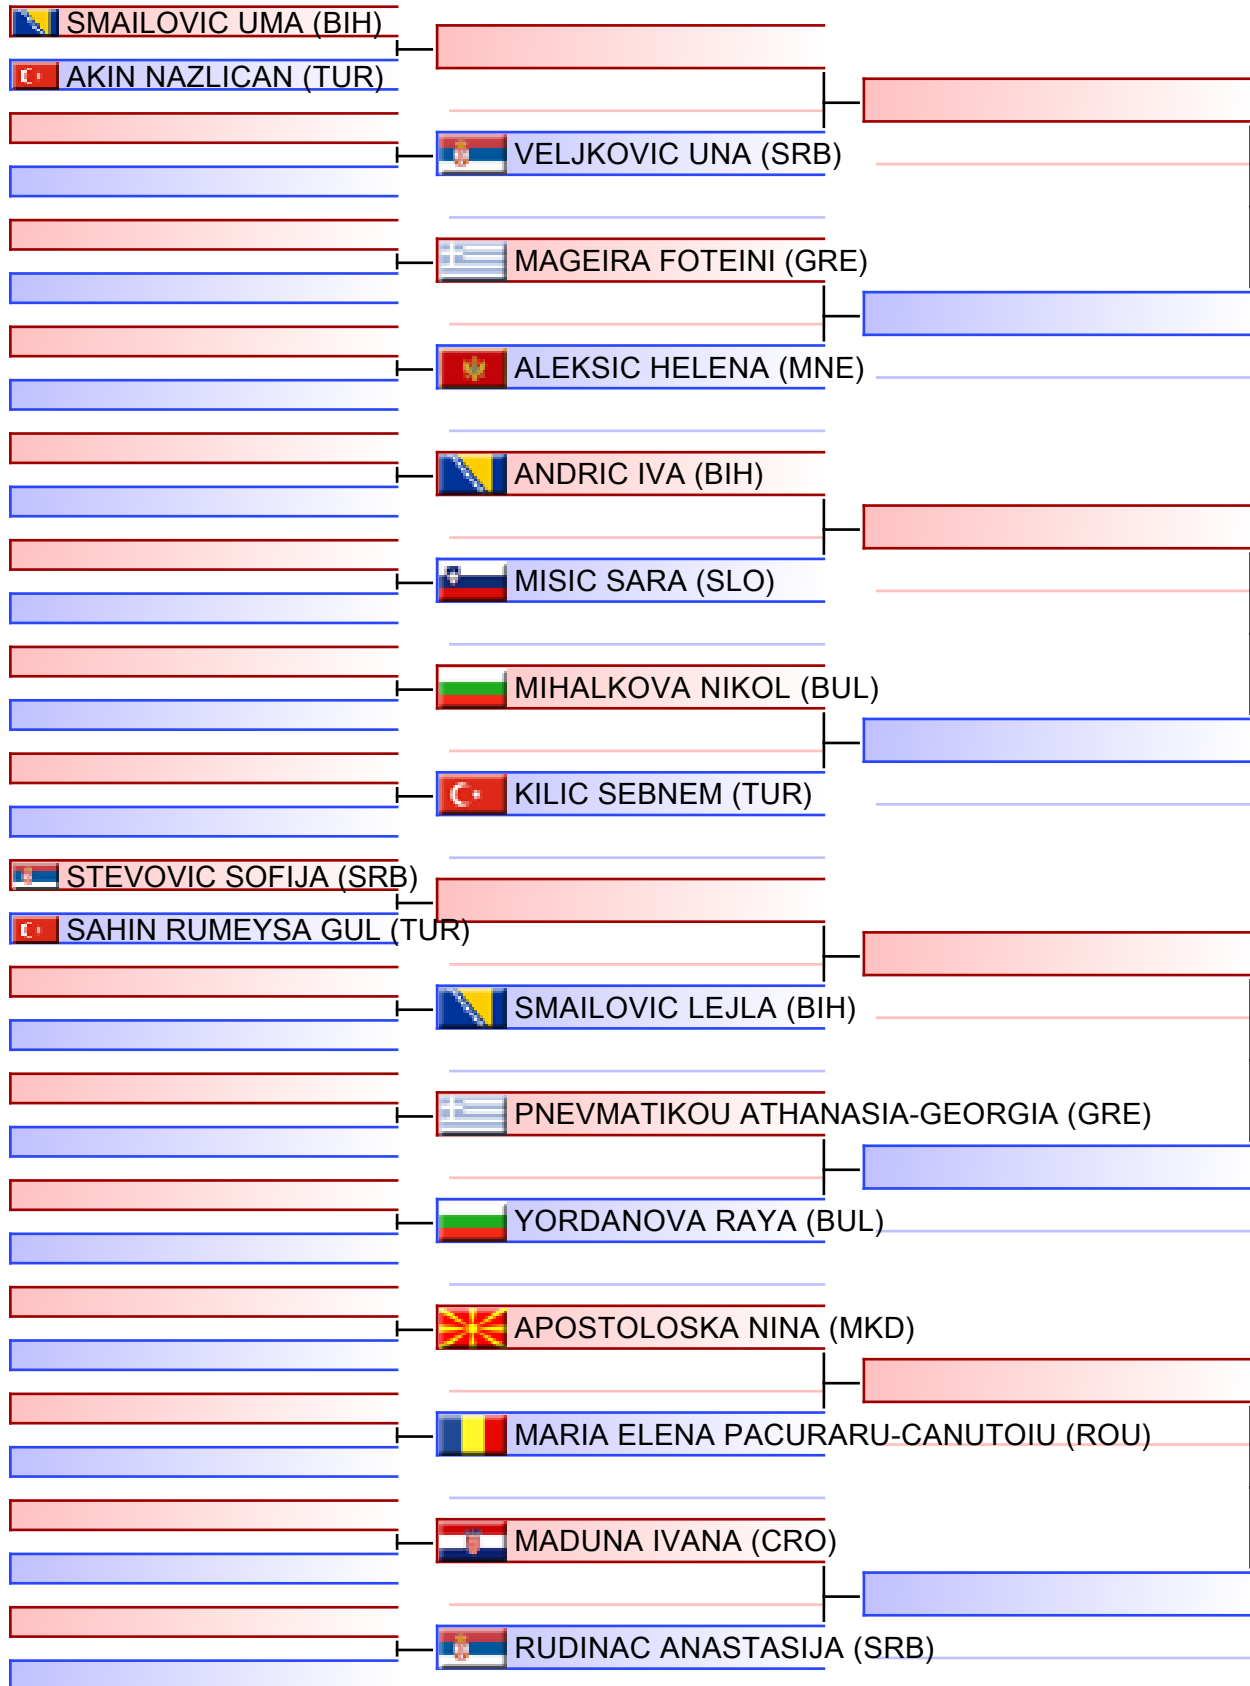 SMAILOVIC UMA (BIH)
AKIN NAZLICAN (TUR)
VELJKOVIC UNA (SRB)
MAGEIRA FOTEINI (GRE)
ALEKSIC HELENA (MNE)
ANDRIC IVA (BIH)
MISIC SARA (SLO)
MIHALKOVA NIKOL (BUL)
KILIC SEBNEM (TUR)
STEVOVIC SOFIJA (SRB)
SAHIN RUMEYSA GUL (TUR)
SMAILOVIC LEJLA (BIH)
PNEVMATIKOU ATHANASIA-GEORGIA (GRE)
YORDANOVA RAYA (BUL)
APOSTOLOSKA NINA (MKD)
MARIA ELENA PACURARU-CANUTOIU (ROU)
MADUNA IVANA (CRO)
RUDINAC ANASTASIJA (SRB)